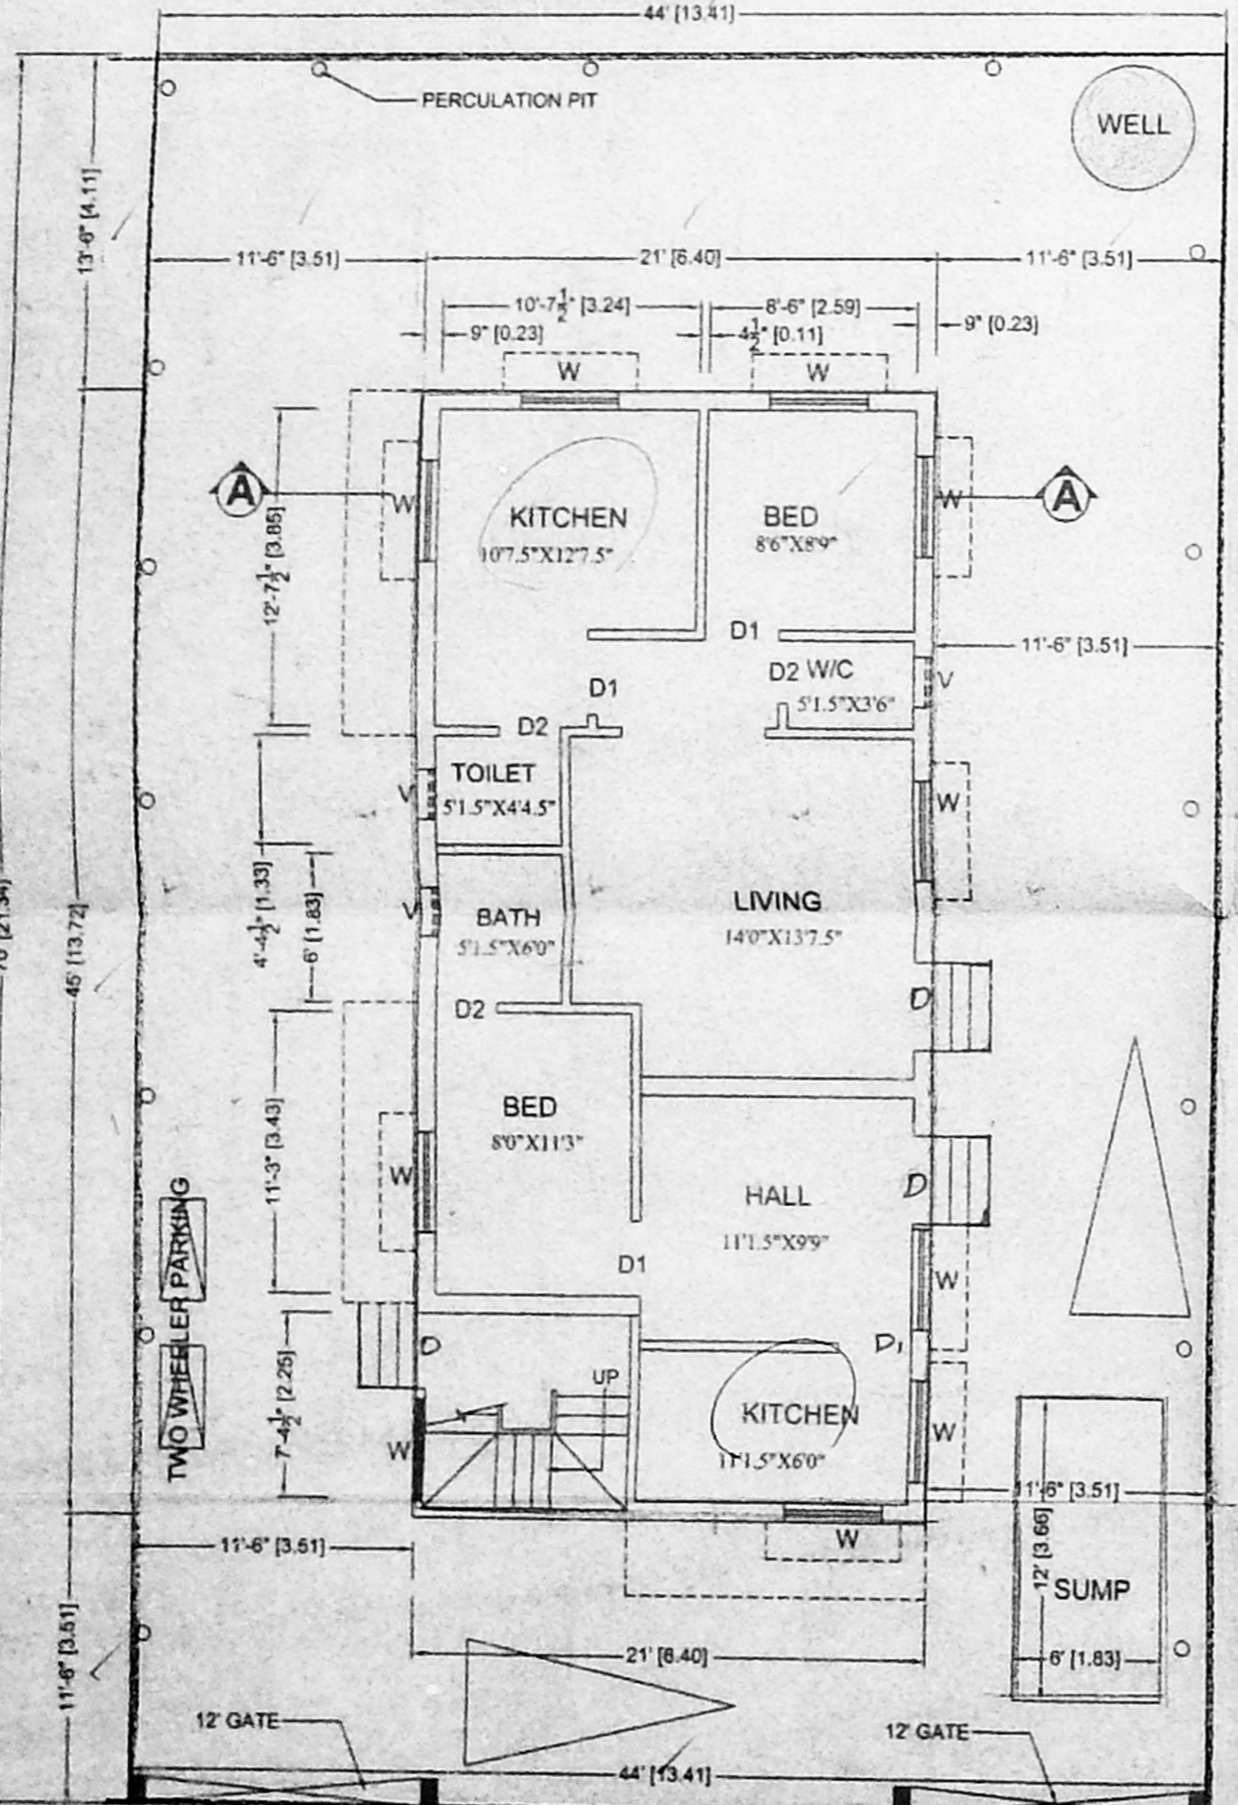 44' [13.41]
PERCULATION PIT
WELL
13'-6" [4.11]
11'-6" [3.51]
21' [6.40]
11'-6" [3.51]
10'-7½" [3.24]
8'-6" [2.59]
9" [0.23]
4½" [0.11]
9" [0.23]
W
W
A
W
KITCHEN
10'7.5"X12'7.5"
BED
8'6"X8'9"
W
A
12'-7½" [3.85]
D1
11'-6" [3.51]
D1
D2 W/C
5'1.5"X3'6"
V
D2
TOILET
5'1.5"X4'4.5"
V
W
4'-4½" [1.33]
6' [1.83]
45' [13.72]
70' [21.34]
V
BATH
5'1.5"X6'0"
LIVING
14'0"X13'7.5"
D2
D
BED
8'0"X11'3"
11'-3" [3.43]
W
HALL
11'1.5"X9'9"
D
D1
W
TWO WHEELER PARKING
D
D1
7'-4½" [2.25]
UP
KITCHEN
11'1.5"X6'0"
W
W
11'-6" [3.51]
W
11'-6" [3.51]
12' [3.66]
SUMP
6' [1.83]
11'-6" [3.51]
21' [6.40]
12' GATE
12' GATE
44' [13.41]